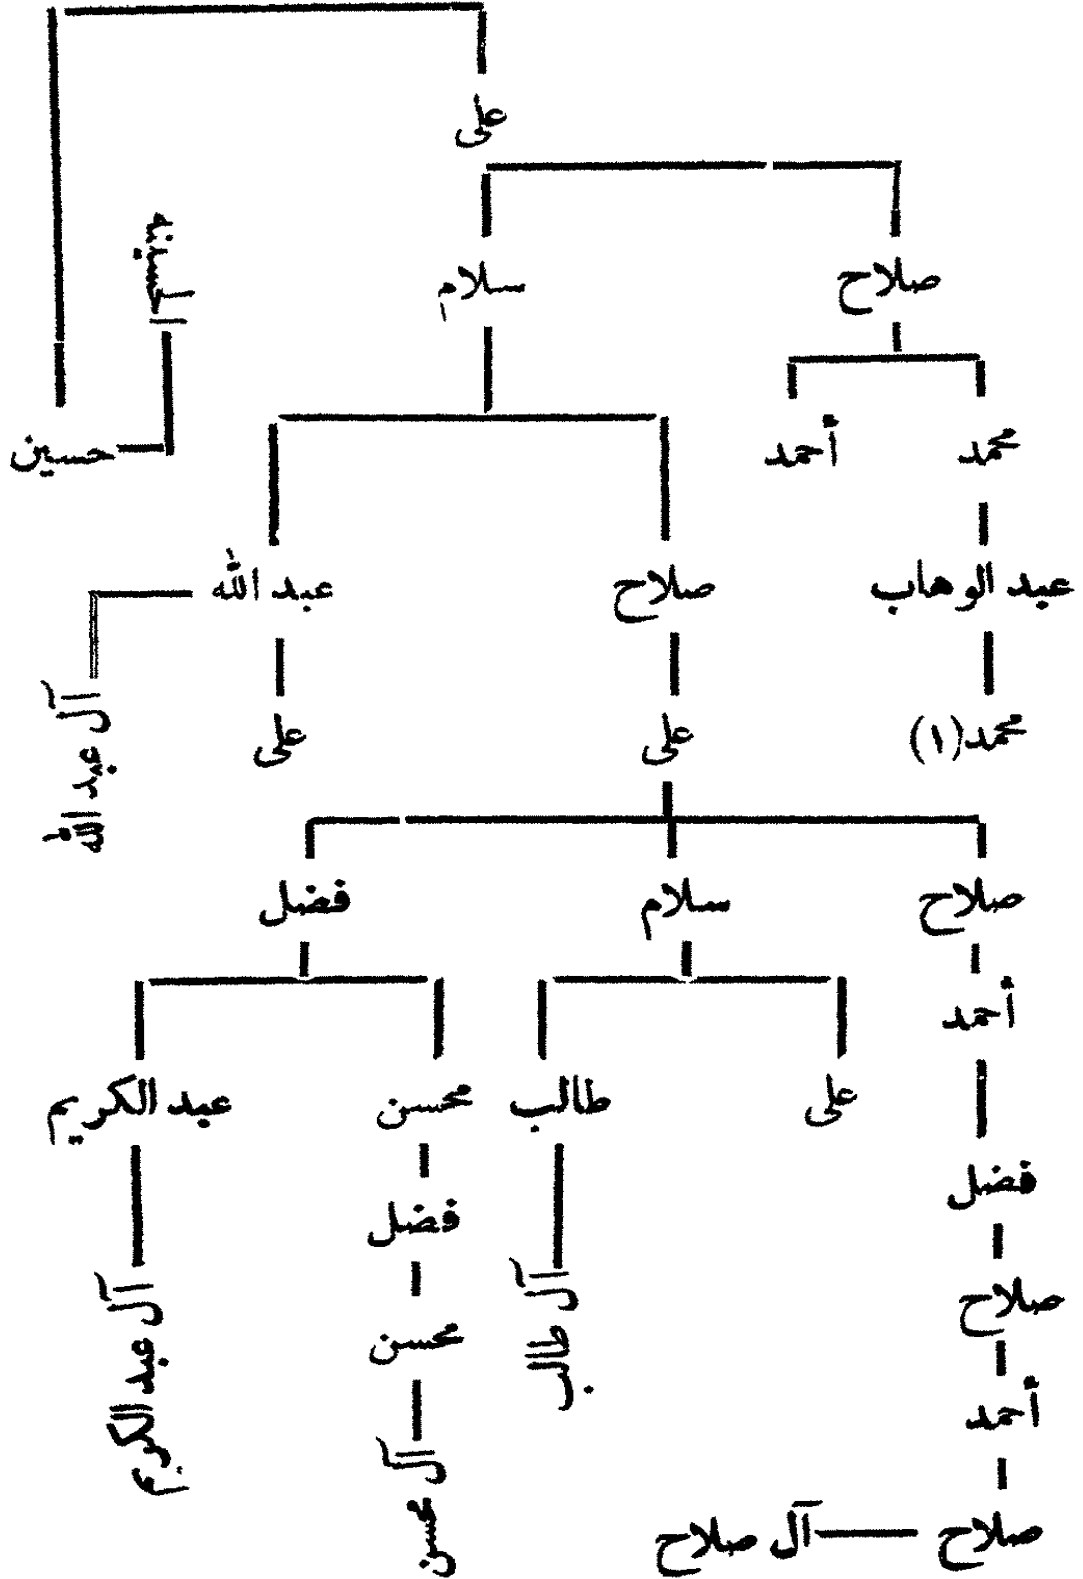 على
سلام صلاح
حسين أحمد محمد
عبد الله صلاح عبد الوهاب
آل عبد الله
على على محمد (١)
فضل سلام صلاح
أحمد
عبد الكريم محسن طالب على
فضل فضل
آل عبد الكريم محسن آل طالب صلاح
أحمد
آل محسن آل صلاح صلاح